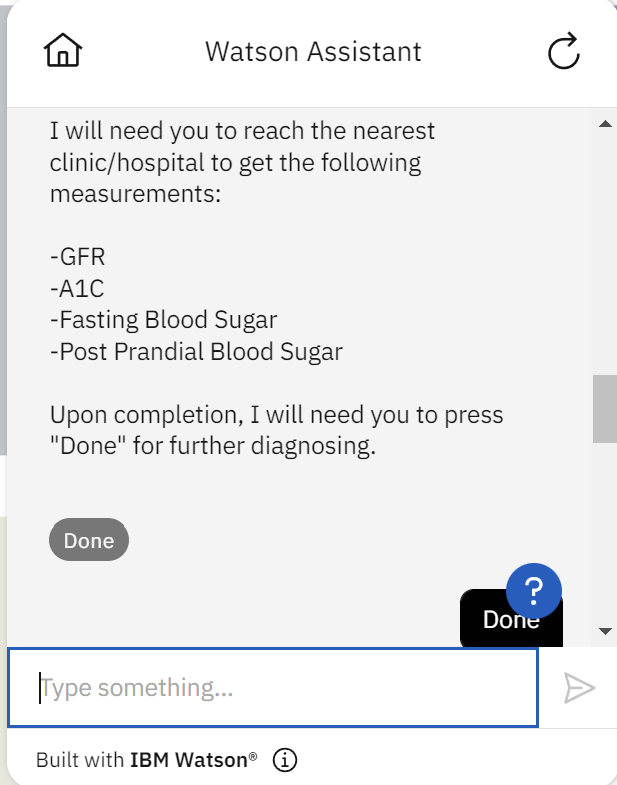 Watson Assistant
I will need you to reach the nearest
clinic/hospital to get the following
measurements:
-GFR
-A1C
-Fasting Blood Sugar
-Post Prandial Blood Sugar
Upon completion, I will need you to press
"Done" for further diagnosing.
Done
?
Done
Type something...
Built with IBM Watson®